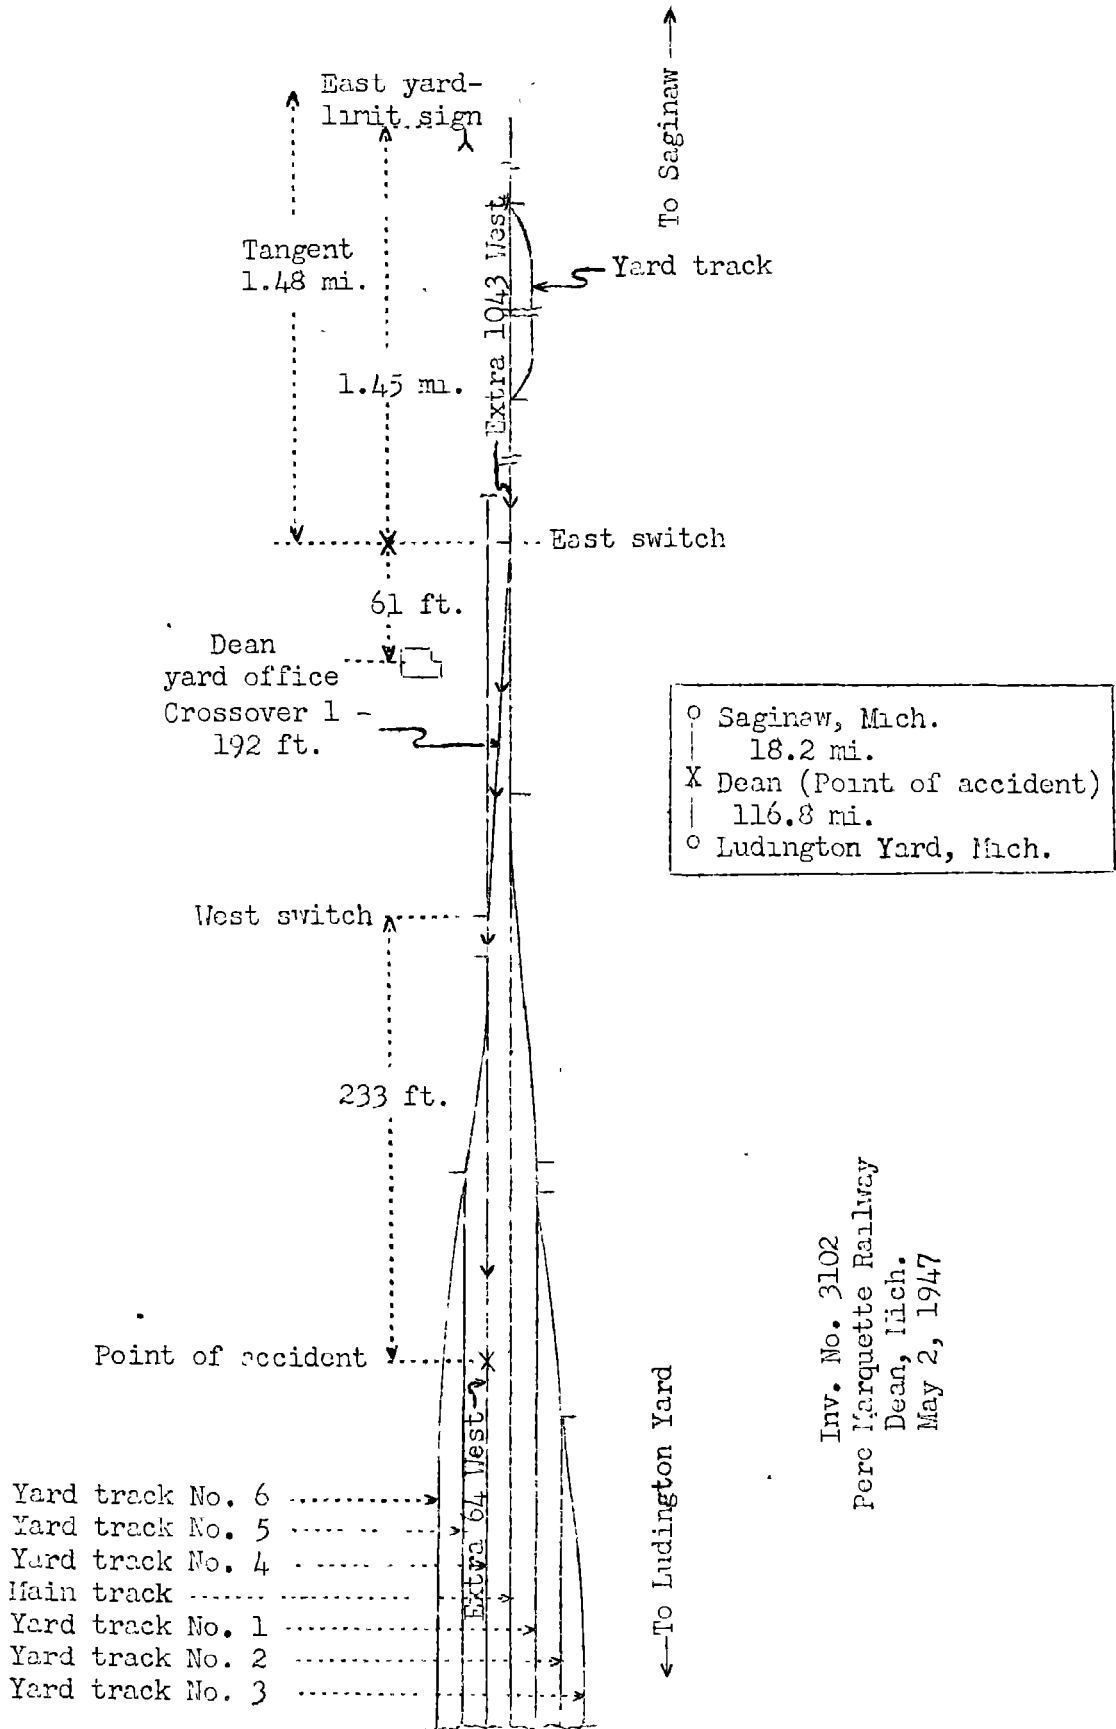 To Saginaw
East yard-
limit sign
Tangent
1.48 mi.
Extra 1043 West
Yard track
1.45 mi.
East switch
61 ft.
Dean
yard office
Crossover 1 -
192 ft.
Saginaw, Mich.
18.2 mi.
X Dean (Point of accident)
116.8 mi.
Ludington Yard, Mich.
West switch
233 ft.
Point of accident
Extra 64 West
Yard track No. 6
Yard track No. 5
Yard track No. 4
Main track
Yard track No. 1
Yard track No. 2
Yard track No. 3
To Ludington Yard
Inv. No. 3102
Pere Marquette Railway
Dean, Mich.
May 2, 1947